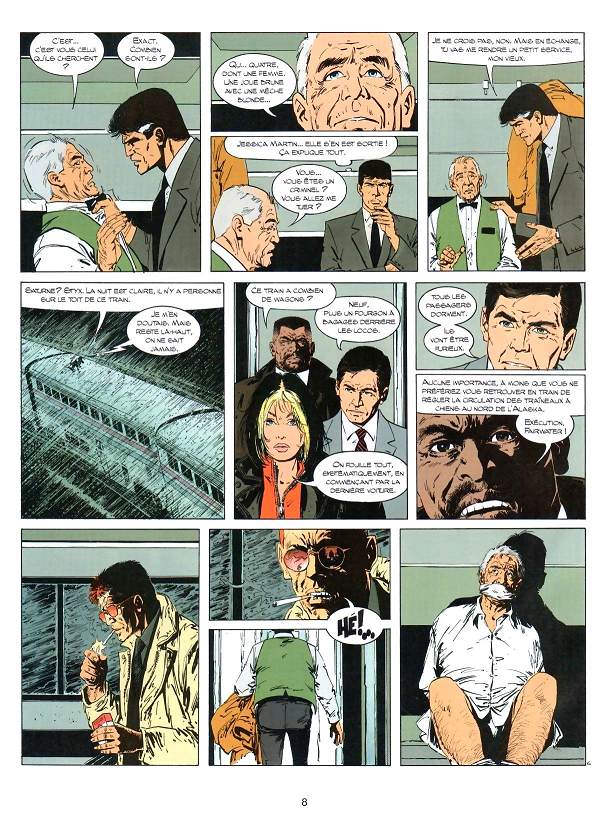 C'EST...
C'EST VOUS CELUI
QU'ILS CHERCHENT
?
EXACT.
COMBIEN
SONT-ILS ?
QU... QUATRE,
DONT UNE FEMME.
UNE JOLIE BRUNE
AVEC UNE MÈCHE
BLONDE...
JESSICA MARTIN... ELLE S'EN EST SORTIE !
ÇA EXPLIQUE TOUT.
VOUS...
VOUS ÊTES UN
CRIMINEL ?
VOUS ALLEZ ME
TUER ?
JE NE CROIS PAS, NON. MAIS EN ÉCHANGE,
TU VAS ME RENDRE UN PETIT SERVICE,
MON VIEUX.
SATURNE? STYX. LA NUIT EST CLAIRE, IL N'Y A PERSONNE
SUR LE TOIT DE CE TRAIN.
JE M'EN
DOUTAIS. MAIS
RESTE LÀ-HAUT,
ON NE SAIT
JAMAIS.
CE TRAIN A COMBIEN
DE WAGONS ?
NEUF,
PLUS UN FOURGON À
BAGAGES DERRIÈRE
LES LOCOS.
ON FOUILLE TOUT,
SYSTÉMATIQUEMENT, EN
COMMENÇANT PAR LA
DERNIÈRE VOITURE.
TOUS LES
PASSAGERS
DORMENT.
ILS
VONT ÊTRE
FURIEUX.
AUCUNE IMPORTANCE, À MOINS QUE VOUS NE
PRÉFÉRIEZ VOUS RETROUVER EN TRAIN DE
RÉGLER LA CIRCULATION DES TRAÎNEAUX À
CHIENS AU NORD DE L'ALASKA.
EXÉCUTION,
FAIRWATER !
HÉ!...
6
8